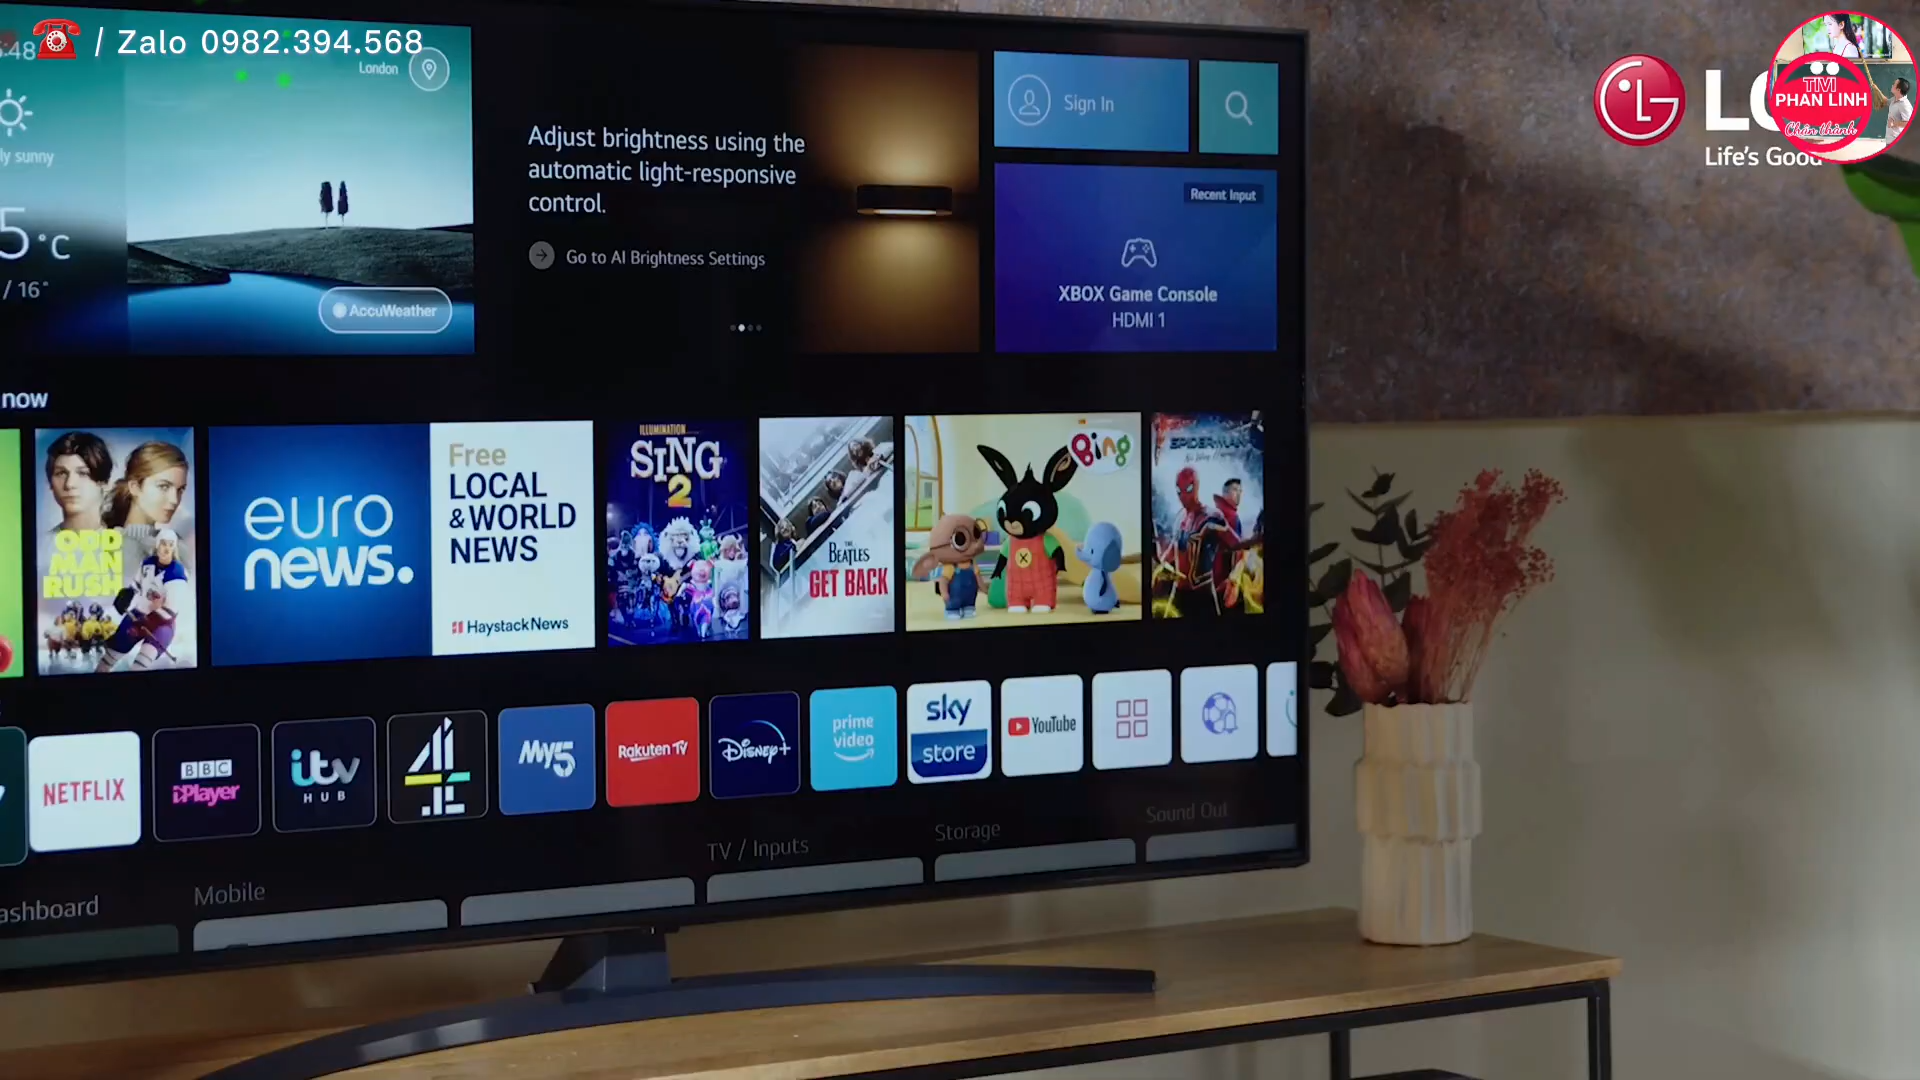 / Zalo 0982.394.568
:48
London
ly sunny
5°C
/ 16°
AccuWeather
Adjust brightness using the
automatic light-responsive
control.
Go to AI Brightness Settings
Sign In
Recent Input
XBOX Game Console
HDMI 1
LG
Life's Good
TIVI
PHAN LINH
Chân thành
now
ODD
MAN
RUSH
euro
news.
Free
LOCAL
& WORLD
NEWS
HaystackNews
ILLUMINATION
SING
2
THE
BEATLES
GET BACK
Bing
SPIDER-MAN
NETFLIX
BBC
iPlayer
itv
HUB
4
My5
Rakuten TV
Disney+
prime
video
sky
store
YouTube
ashboard
Mobile
TV / Inputs
Storage
Sound Out